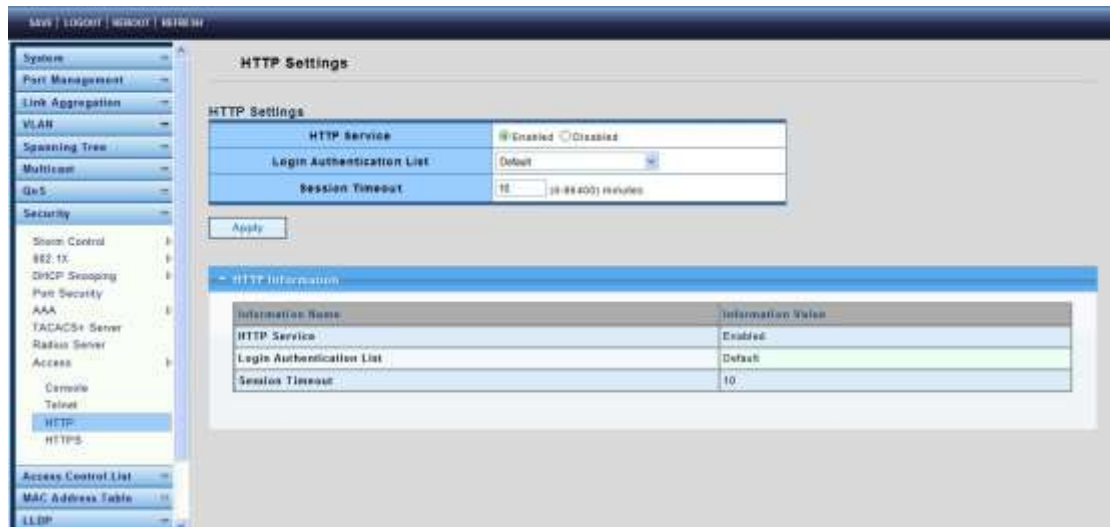 SAVE | LOGOUT | REBOOT | REFRESH
System
Port Management
Link Aggregation
VLAN
Spanning Tree
Multicast
QoS
Security
Storm Control
802.1X
DHCP Snooping
Port Security
AAA
TACACS+ Server
Radius Server
Access
Console
Telnet
HTTP
HTTPS
Access Control List
MAC Address Table
LLDP
HTTP Settings
HTTP Settings
HTTP Service Enabled Disabled
Login Authentication List Default
Session Timeout 10 (0-86400) minutes
Apply
HTTP Information
Information Name Information Value
HTTP Service Enabled
Login Authentication List Default
Session Timeout 10